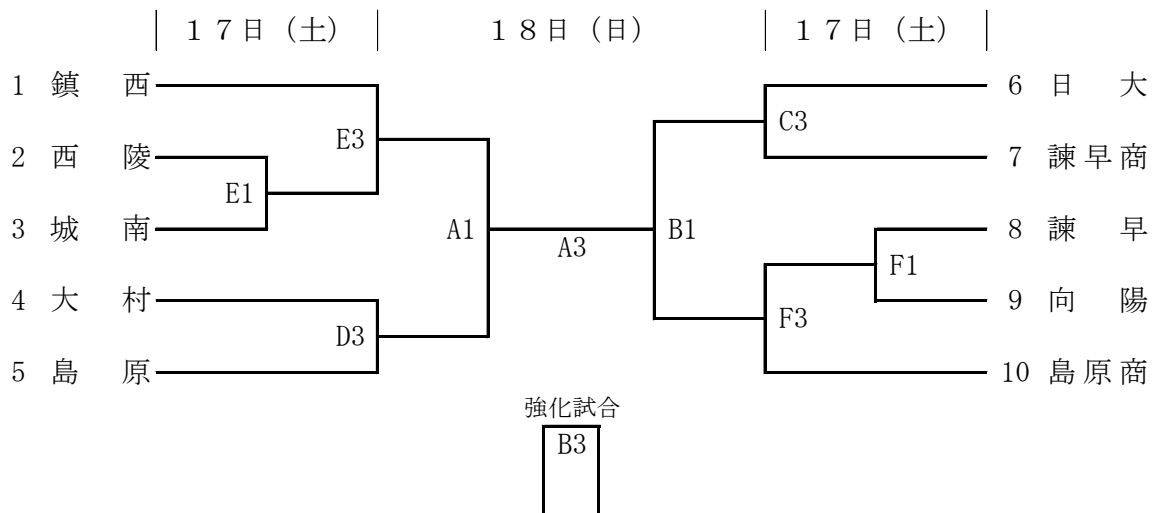 １７日（土） １８日（日） １７日（土）
1 鎮 西
2 西 陵
3 城 南
4 大 村
5 島 原
E1
E3
D3
A1
A3
B1
C3
F1
F3
6 日 大
7 諫早商
8 諫 早
9 向 陽
10 島原商
強化試合
B3